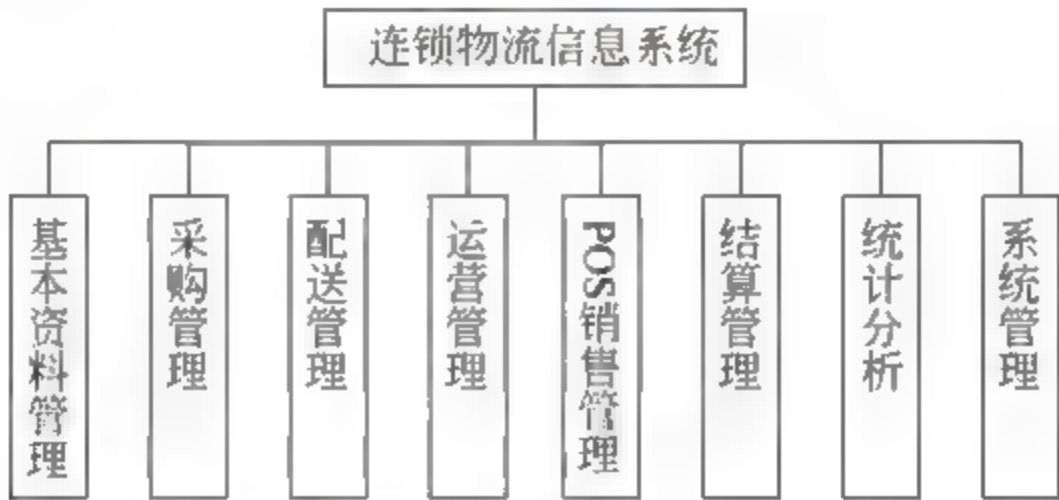 连锁物流信息系统
基本资料管理
采购管理
配送管理
运营管理
POS销售管理
结算管理
统计分析
系统管理